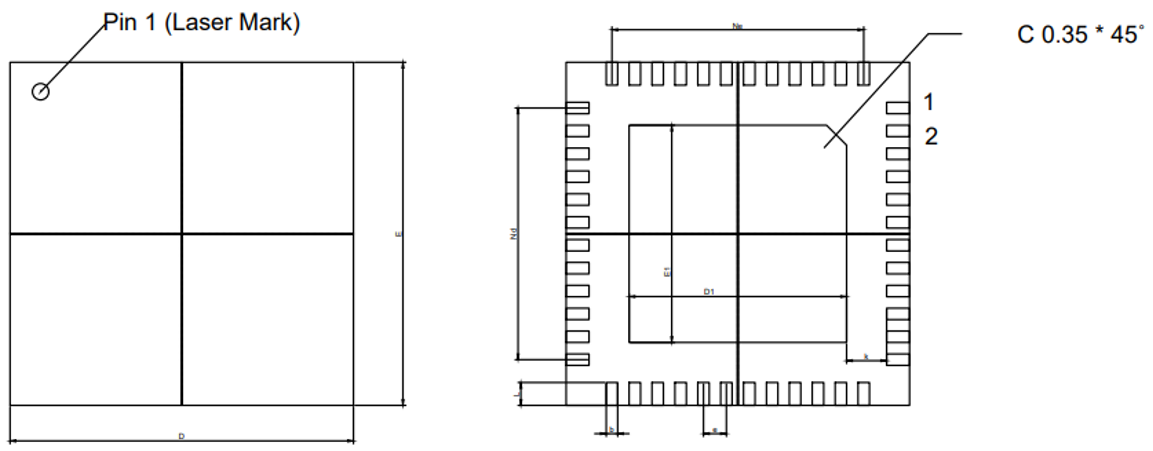 Pin 1 (Laser Mark)
Ne
C 0.35 * 45°
1
2
E
Nd
E1
D1
k
L
b
e
D